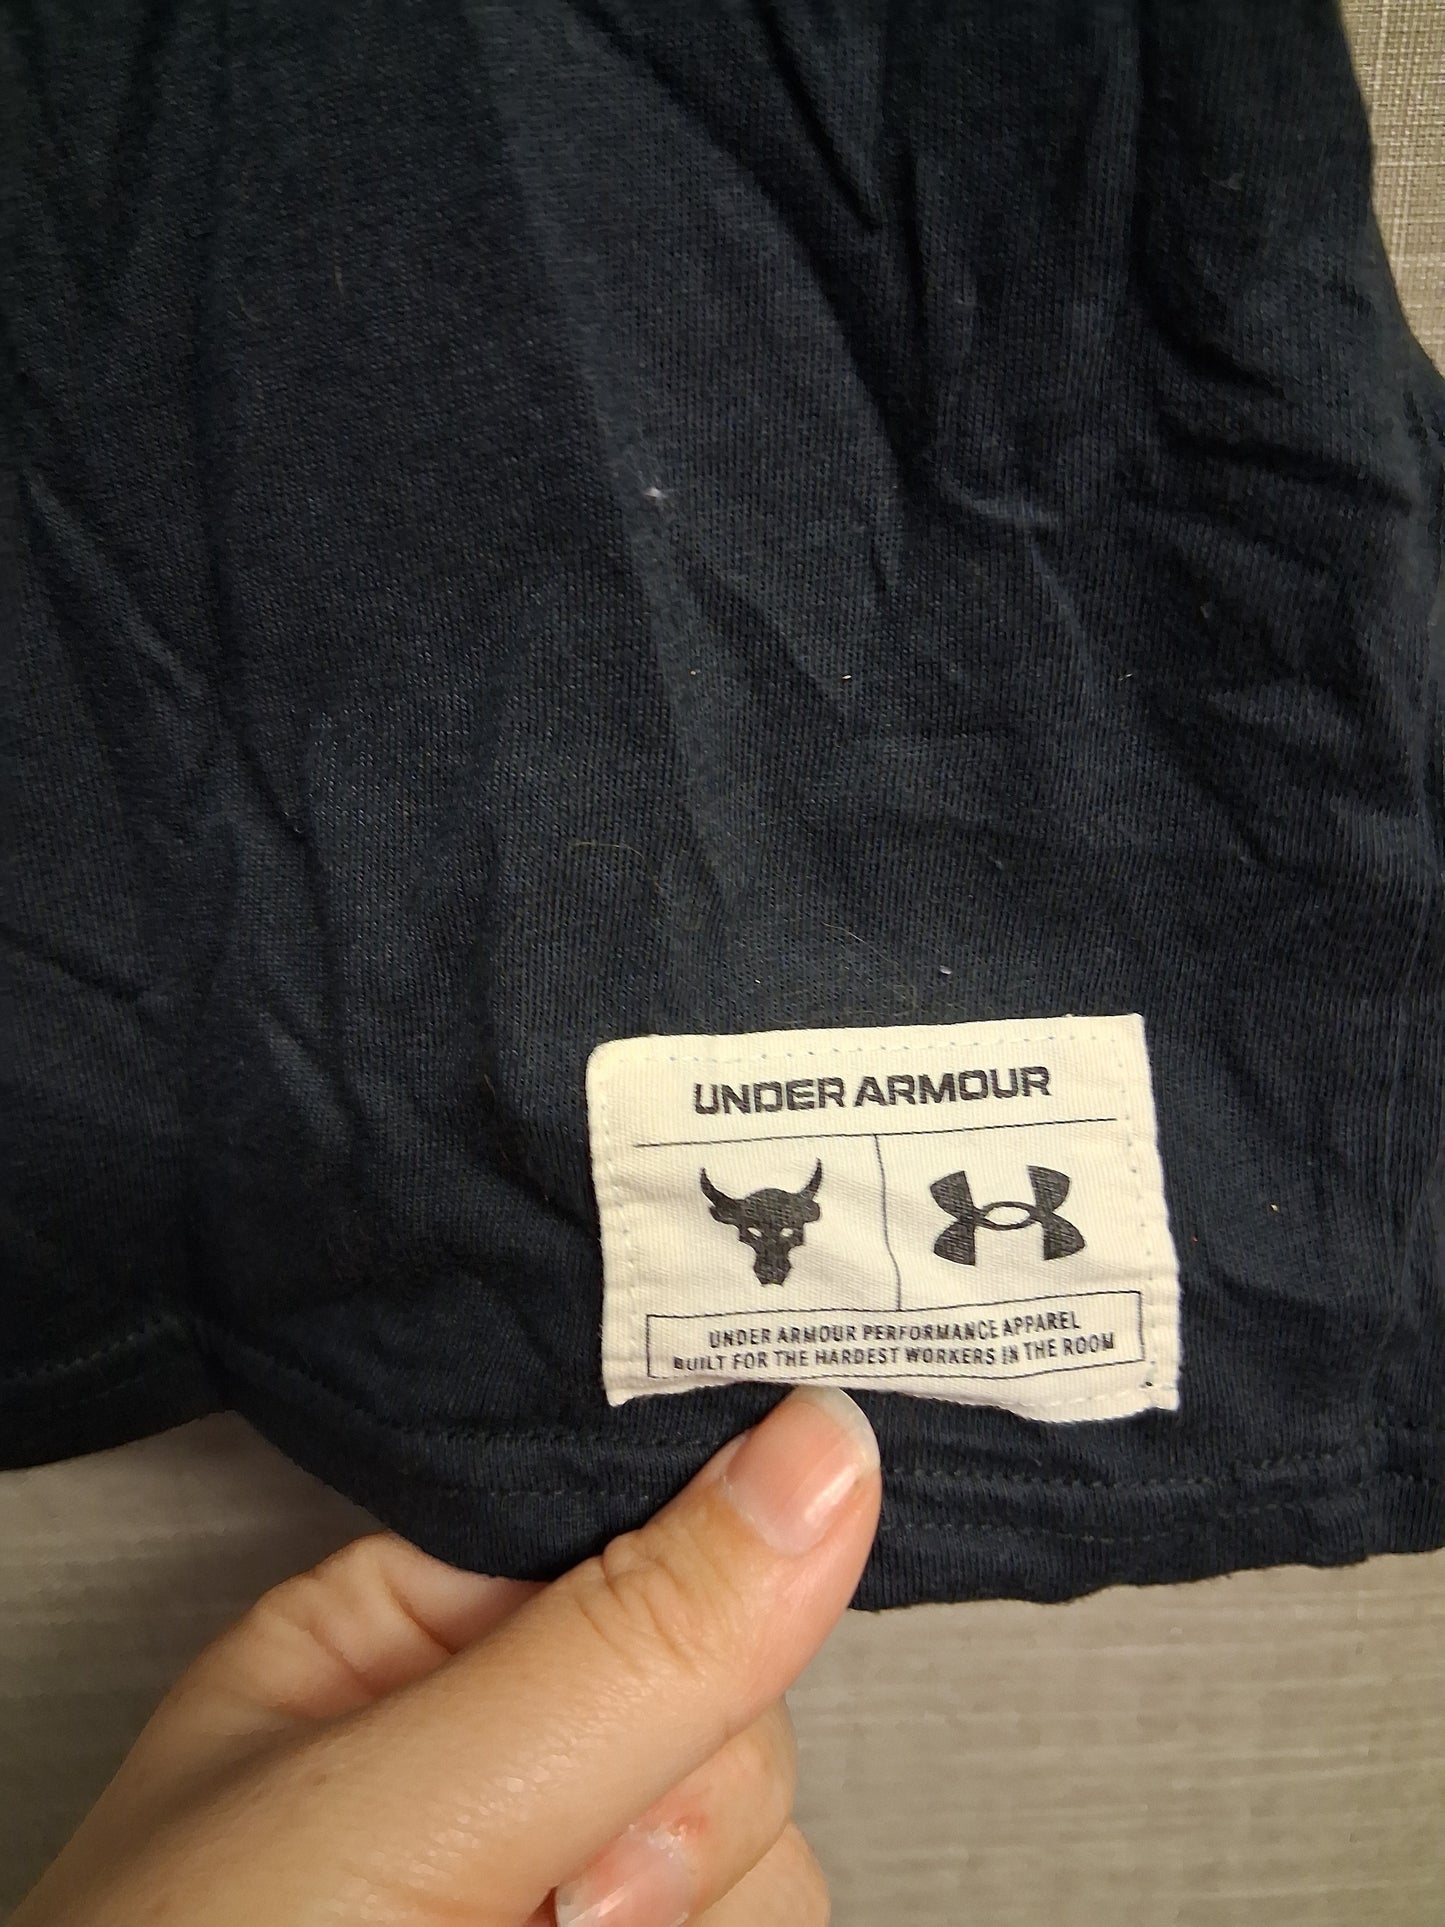 UNDER ARMOUR
UNDER ARMOUR PERFORMANCE APPAREL
BUILT FOR THE HARDEST WORKERS IN THE ROOM